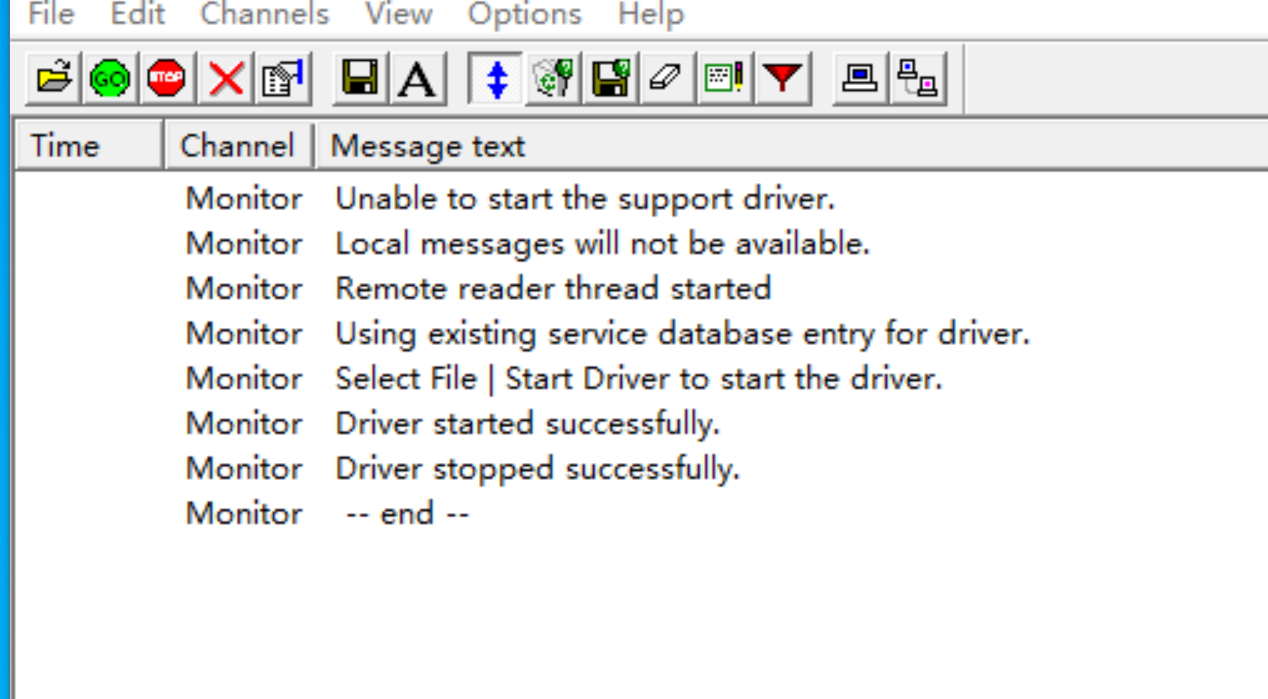 File Edit Channels View Options Help
GO STOP A
Time Channel Message text
Monitor Unable to start the support driver.
Monitor Local messages will not be available.
Monitor Remote reader thread started
Monitor Using existing service database entry for driver.
Monitor Select File | Start Driver to start the driver.
Monitor Driver started successfully.
Monitor Driver stopped successfully.
Monitor -- end --